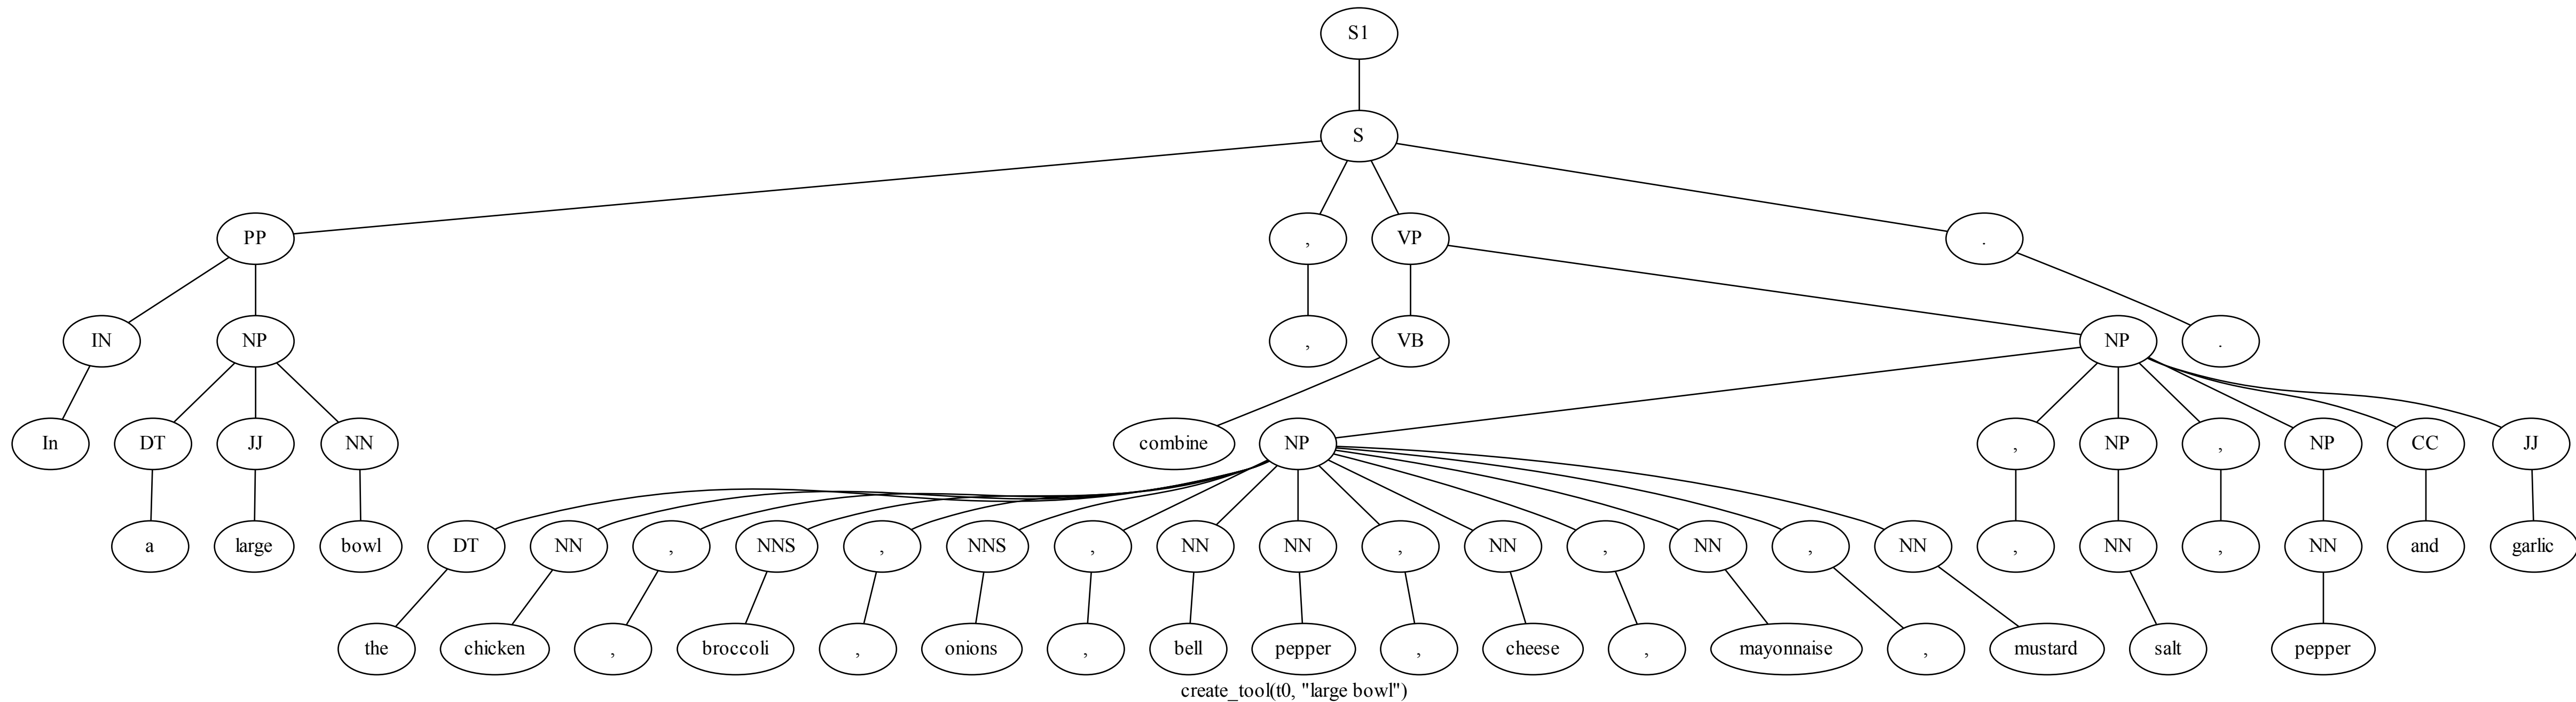 S1
S
PP , VP .
IN NP , VB NP .
In DT JJ NN combine NP , NP , NP CC JJ
a large bowl DT NN , NNS , NNS , NN NN , NN , NN , NN , NN , NN and garlic
the chicken , broccoli , onions , bell pepper , cheese , mayonnaise , mustard salt pepper
create_tool(t0, "large bowl")